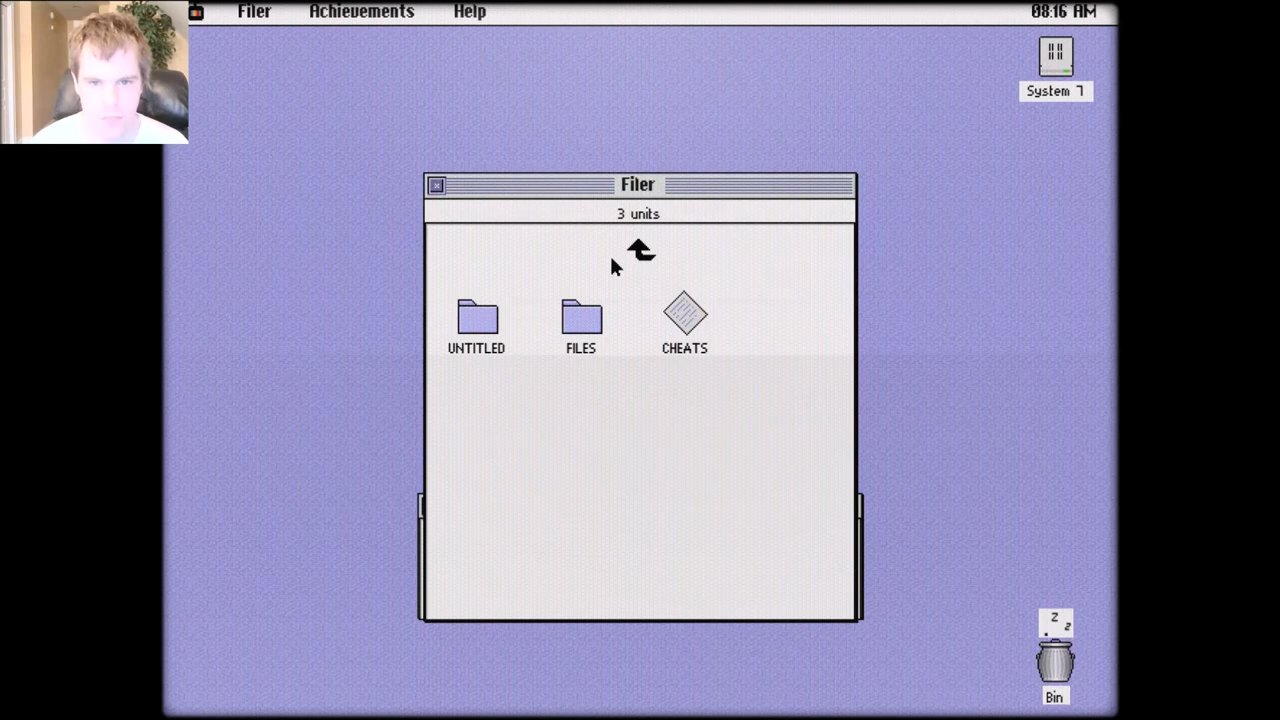 Filer Achievements Help 08:16 AM
System 7
Filer
3 units
UNTITLED FILES CHEATS
z
z
Bin